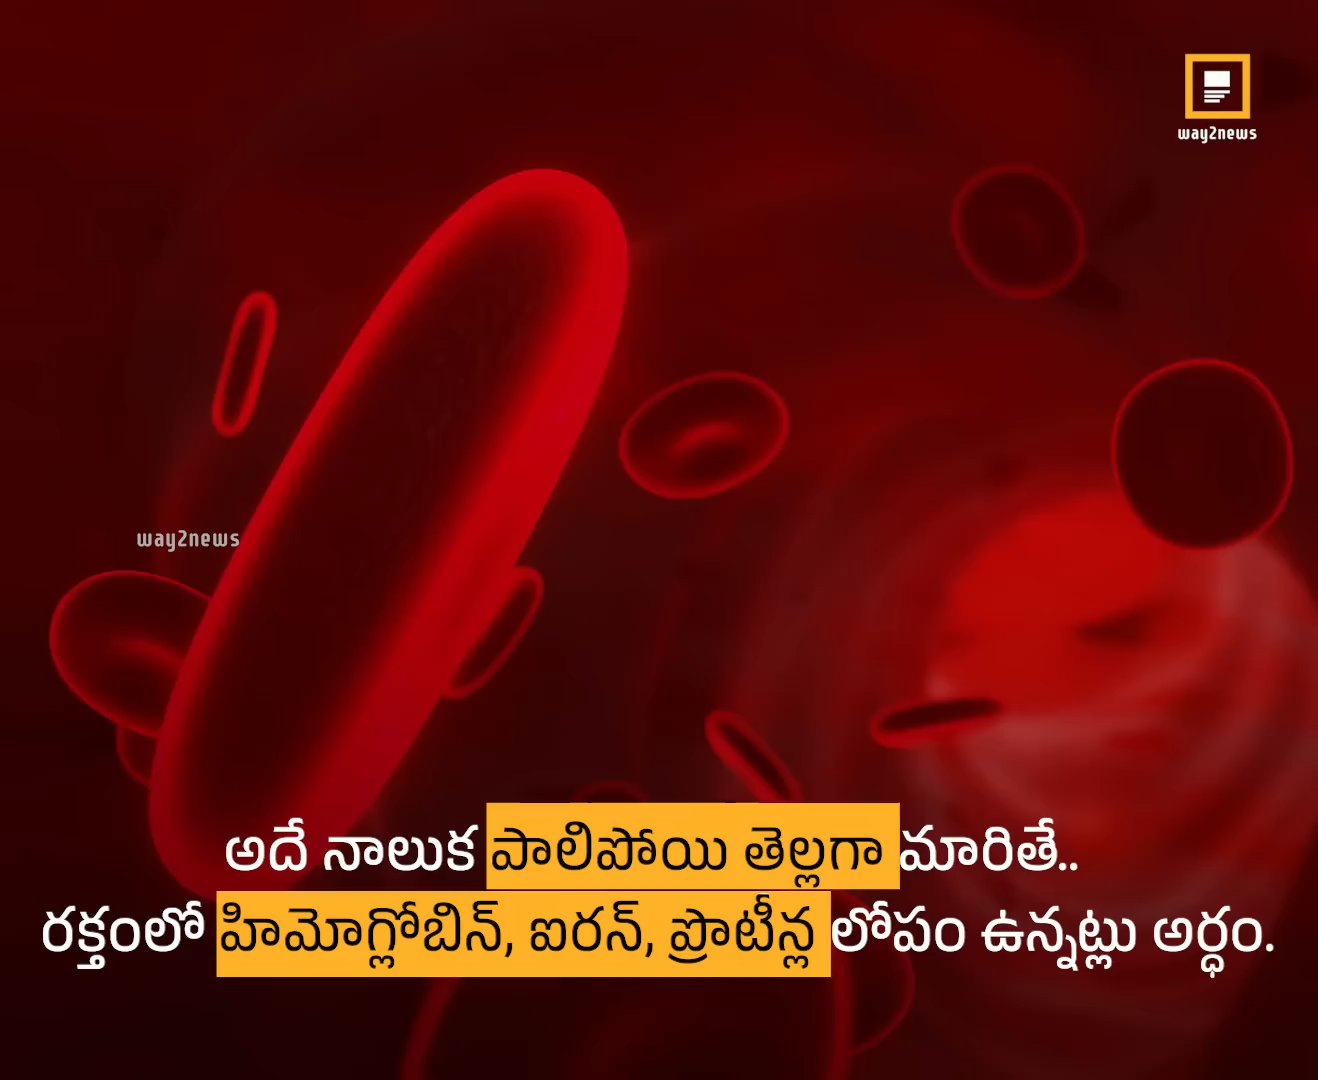 way2news
way2news
అదే నాలుక పాలిపోయి తెల్లగా మారితే..
రక్తంలో హిమోగ్లోబిన్, ఐరన్, ప్రొటీన్ల లోపం ఉన్నట్లు అర్ధం.